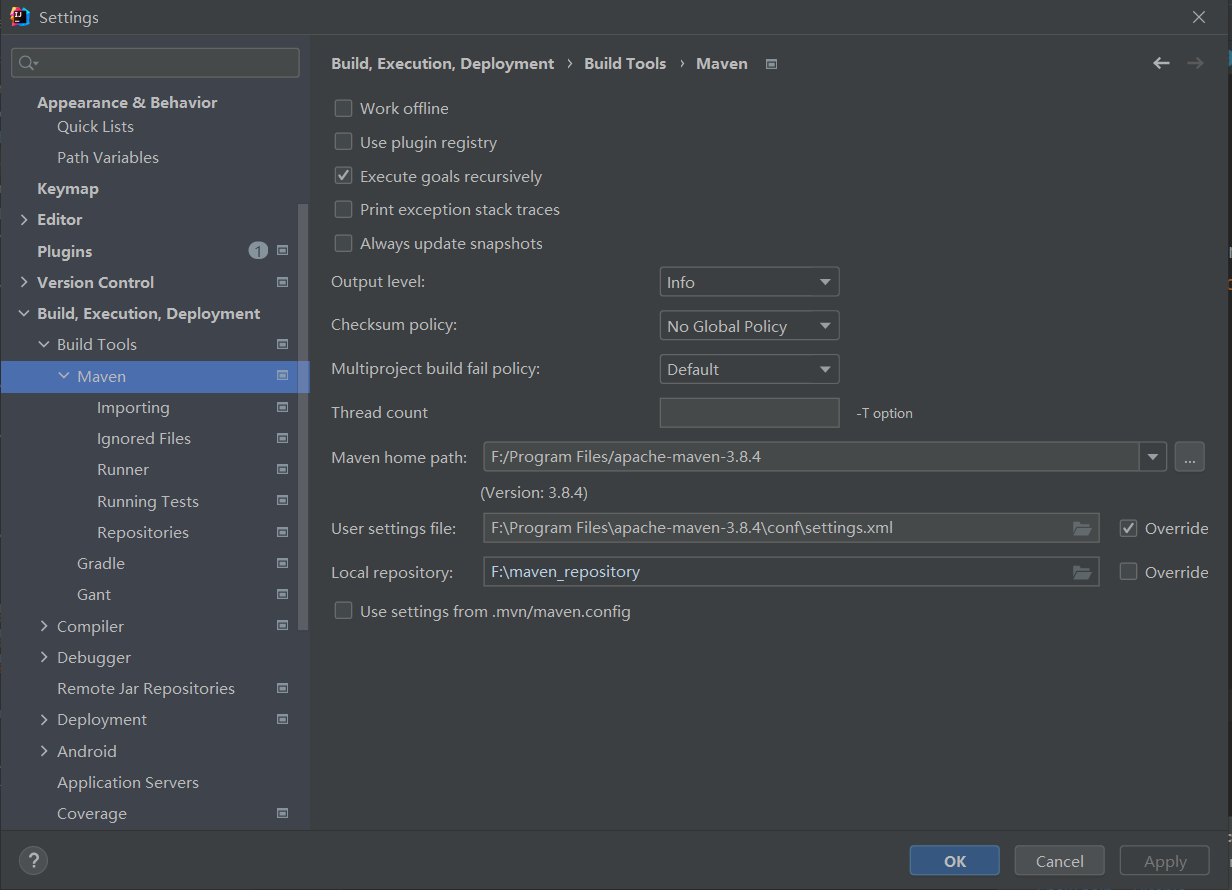 Settings
Build, Execution, Deployment › Build Tools › Maven
Appearance & Behavior
Quick Lists
Path Variables
Keymap
Editor
Plugins 1
Version Control
Build, Execution, Deployment
Build Tools
Maven
Importing
Ignored Files
Runner
Running Tests
Repositories
Gradle
Gant
Compiler
Debugger
Remote Jar Repositories
Deployment
Android
Application Servers
Coverage
Work offline
Use plugin registry
Execute goals recursively
Print exception stack traces
Always update snapshots
Output level: Info
Checksum policy: No Global Policy
Multiproject build fail policy: Default
Thread count -T option
Maven home path: F:/Program Files/apache-maven-3.8.4 ...
(Version: 3.8.4)
User settings file: F:\Program Files\apache-maven-3.8.4\conf\settings.xml Override
Local repository: F:\maven_repository Override
Use settings from .mvn/maven.config
? OK Cancel Apply